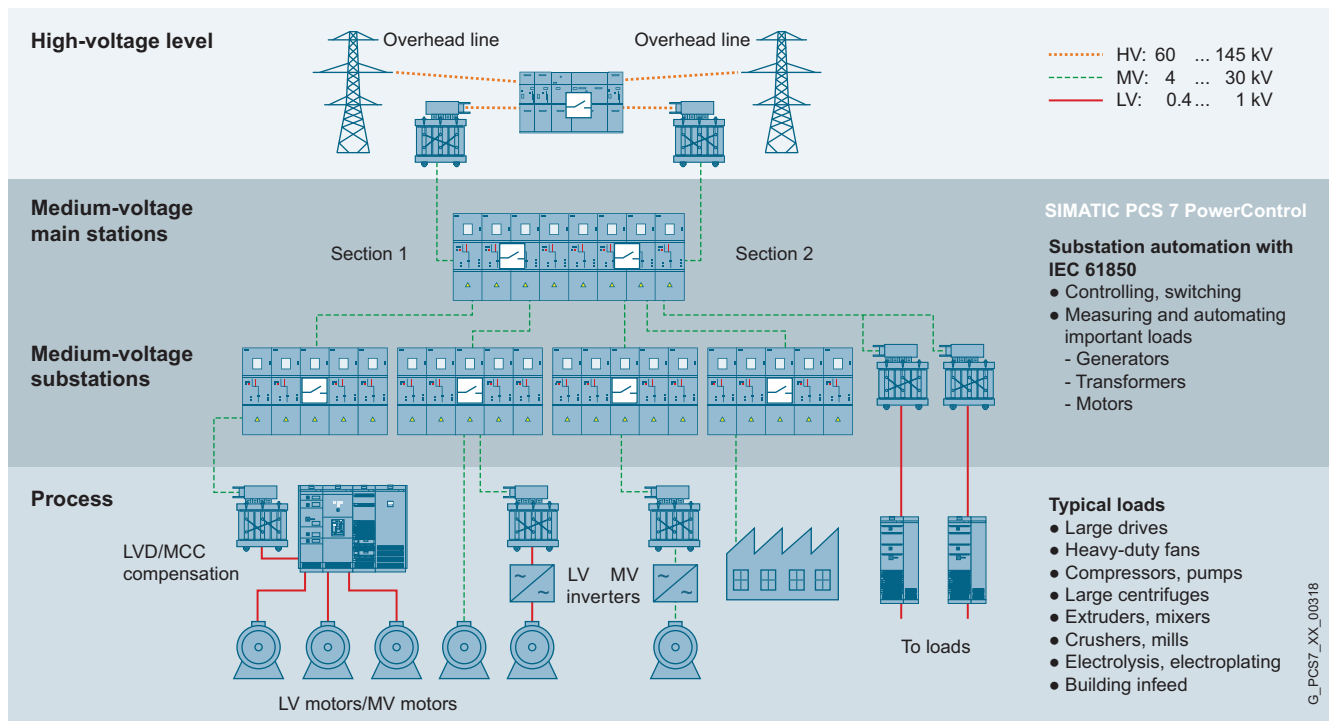 High-voltage level
Overhead line
Overhead line
HV: 60 ... 145 kV
MV: 4 ... 30 kV
LV: 0.4 ... 1 kV
Medium-voltage
main stations
Section 1
Section 2
SIMATIC PCS 7 PowerControl
Substation automation with
IEC 61850
● Controlling, switching
● Measuring and automating
important loads
- Generators
- Transformers
- Motors
Medium-voltage
substations
Process
LVD/MCC
compensation
LV MV
inverters
LV motors/MV motors
To loads
Typical loads
● Large drives
● Heavy-duty fans
● Compressors, pumps
● Large centrifuges
● Extruders, mixers
● Crushers, mills
● Electrolysis, electroplating
● Building infeed
G_PCS7_XX_00318